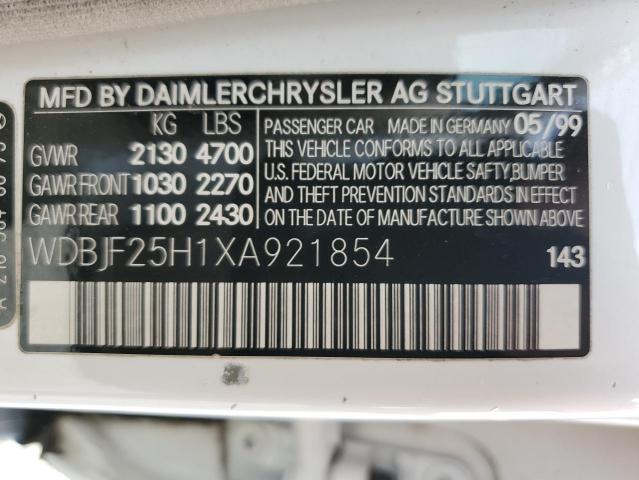 MFD BY DAIMLERCHRYSLER AG STUTTGART
KG LBS
GVWR 2130 4700
GAWR FRONT 1030 2270
GAWR REAR 1100 2430
PASSENGER CAR MADE IN GERMANY 05/99
THIS VEHICLE CONFORMS TO ALL APPLICABLE
U.S. FEDERAL MOTOR VEHICLE SAFETY, BUMPER
AND THEFT PREVENTION STANDARDS IN EFFECT
ON THE DATE OF MANUFACTURE SHOWN ABOVE
WDBJF25H1XA921854
143